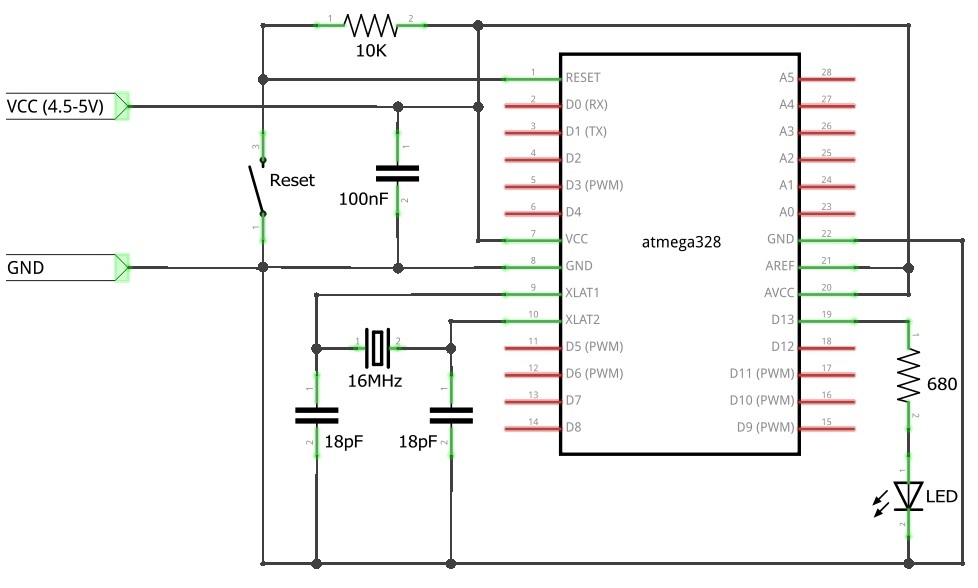 1 2
10K
VCC (4.5-5V)
GND
3
Reset
1
1
100nF
2
1 2
16MHz
1
18pF
2
1
18pF
2
atmega328
1 RESET
2 D0 (RX)
3 D1 (TX)
4 D2
5 D3 (PWM)
6 D4
7 VCC
8 GND
9 XLAT1
10 XLAT2
11 D5 (PWM)
12 D6 (PWM)
13 D7
14 D8
A5 28
A4 27
A3 26
A2 25
A1 24
A0 23
GND 22
AREF 21
AVCC 20
D13 19
D12 18
D11 (PWM) 17
D10 (PWM) 16
D9 (PWM) 15
1
680
2
1
LED
2